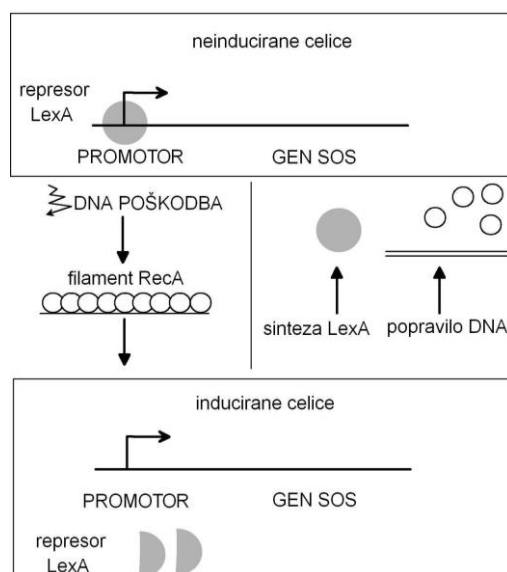 neinducirane celice
represor
LexA
PROMOTOR GEN SOS
DNA POŠKODBA
filament RecA
sinteza LexA popravilo DNA
inducirane celice
PROMOTOR GEN SOS
represor
LexA